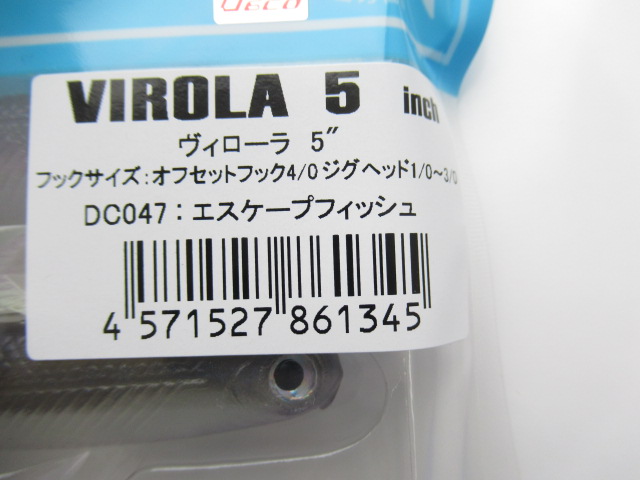 DECO
VIROLA 5 inch
ヴィローラ 5″
フックサイズ:オフセットフック4/0 ジグヘッド1/0～3/0
DC047:エスケープフィッシュ
4 571527 861345